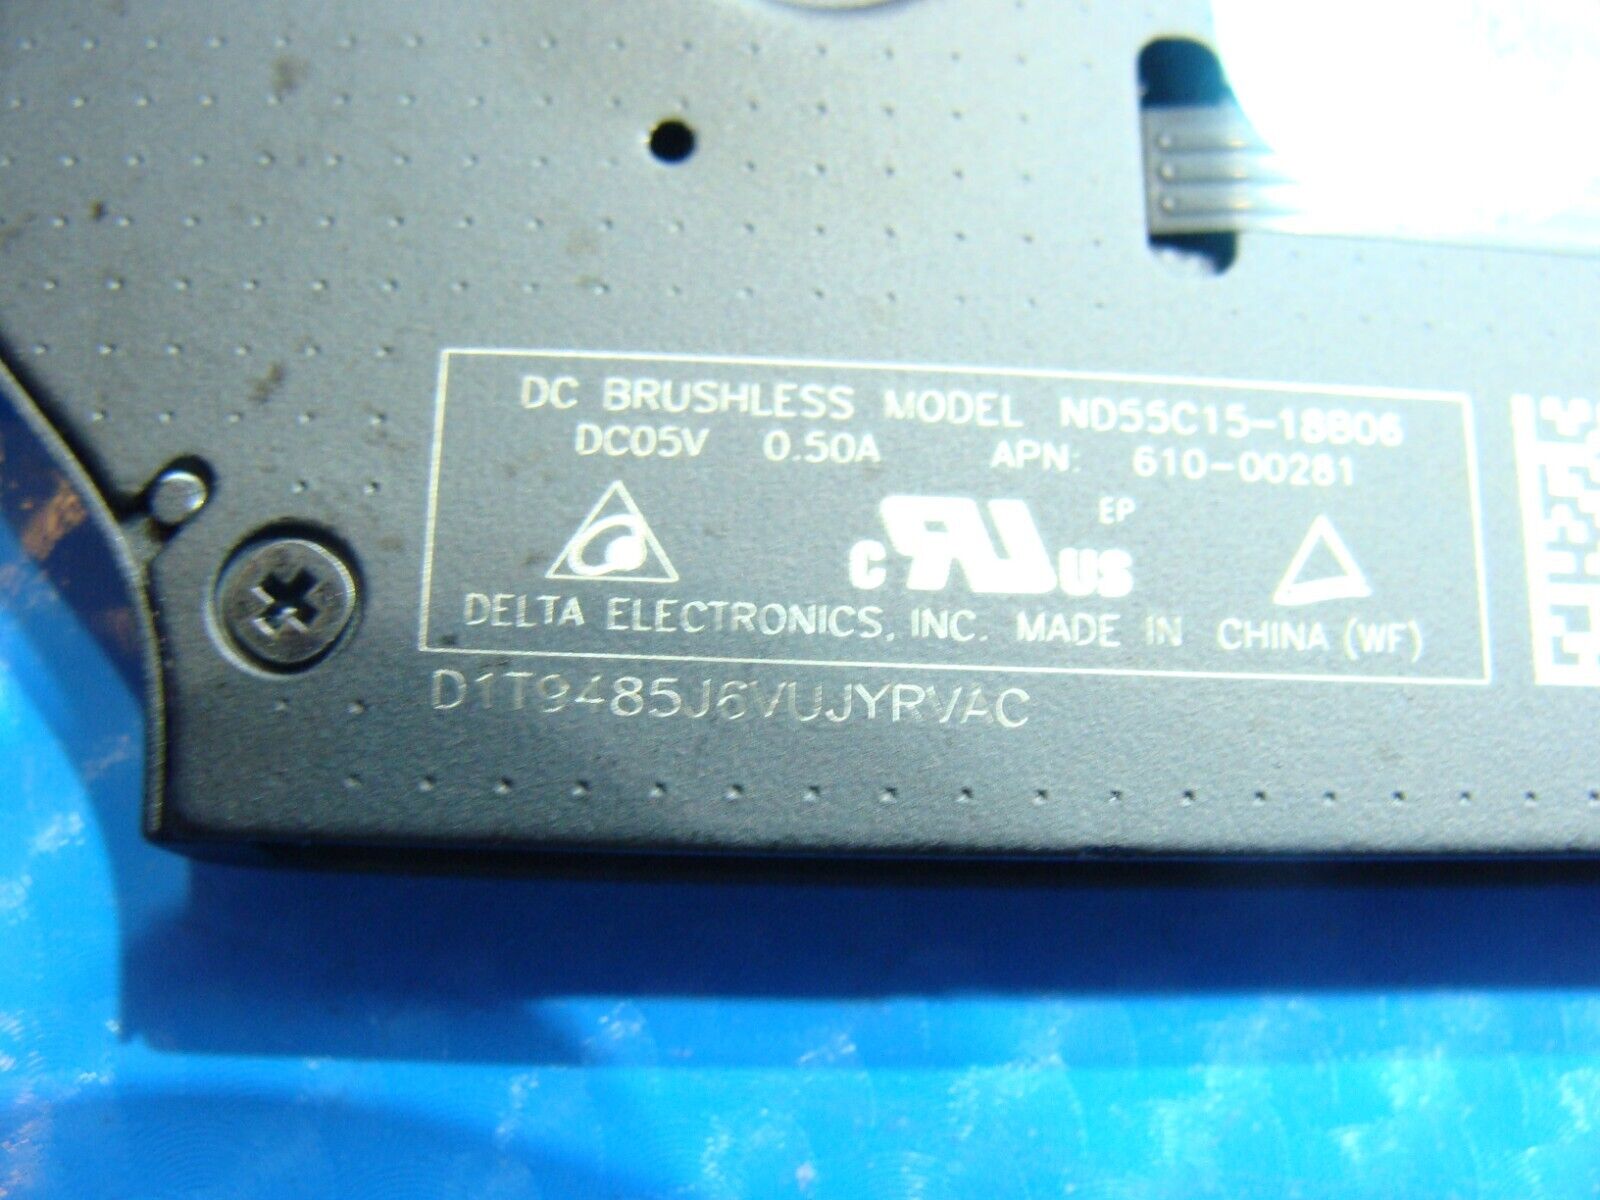 DC BRUSHLESS MODEL ND55C15-18B06
DC05V 0.50A APN: 610-00281
EP
c RU US
DELTA ELECTRONICS, INC. MADE IN CHINA (WF)
D1T9485J6VUJYRVAC